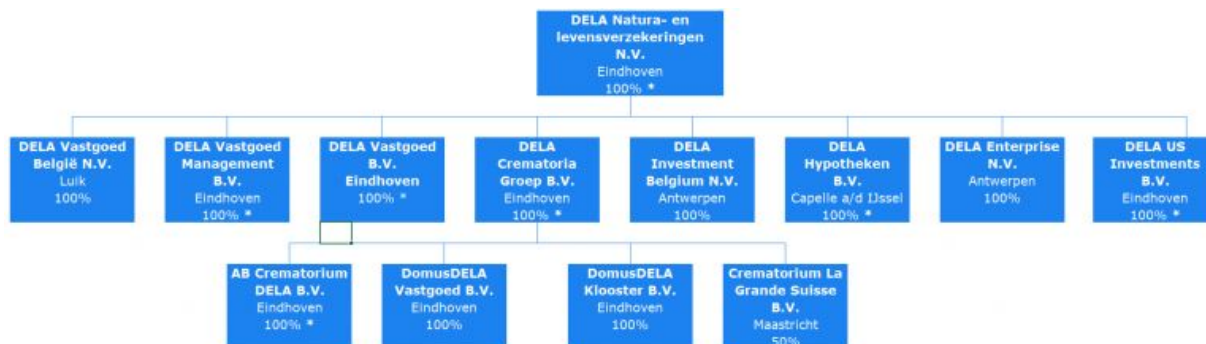 DELA Natura- en
levensverzekeringen
N.V.
Eindhoven
100% *
DELA Vastgoed
België N.V.
Luik
100%
DELA Vastgoed
Management
B.V.
Eindhoven
100% *
DELA Vastgoed
B.V.
Eindhoven
100% *
DELA
Crematoria
Groep B.V.
Eindhoven
100% *
DELA
Investment
Belgium N.V.
Antwerpen
100%
DELA
Hypotheken
B.V.
Capelle a/d IJssel
100% *
DELA Enterprise
N.V.
Antwerpen
100%
DELA US
Investments
B.V.
Eindhoven
100% *
AB Crematorium
DELA B.V.
Eindhoven
100% *
DomusDELA
Vastgoed B.V.
Eindhoven
100%
DomusDELA
Klooster B.V.
Eindhoven
100%
Crematorium La
Grande Suisse
B.V.
Maastricht
50%